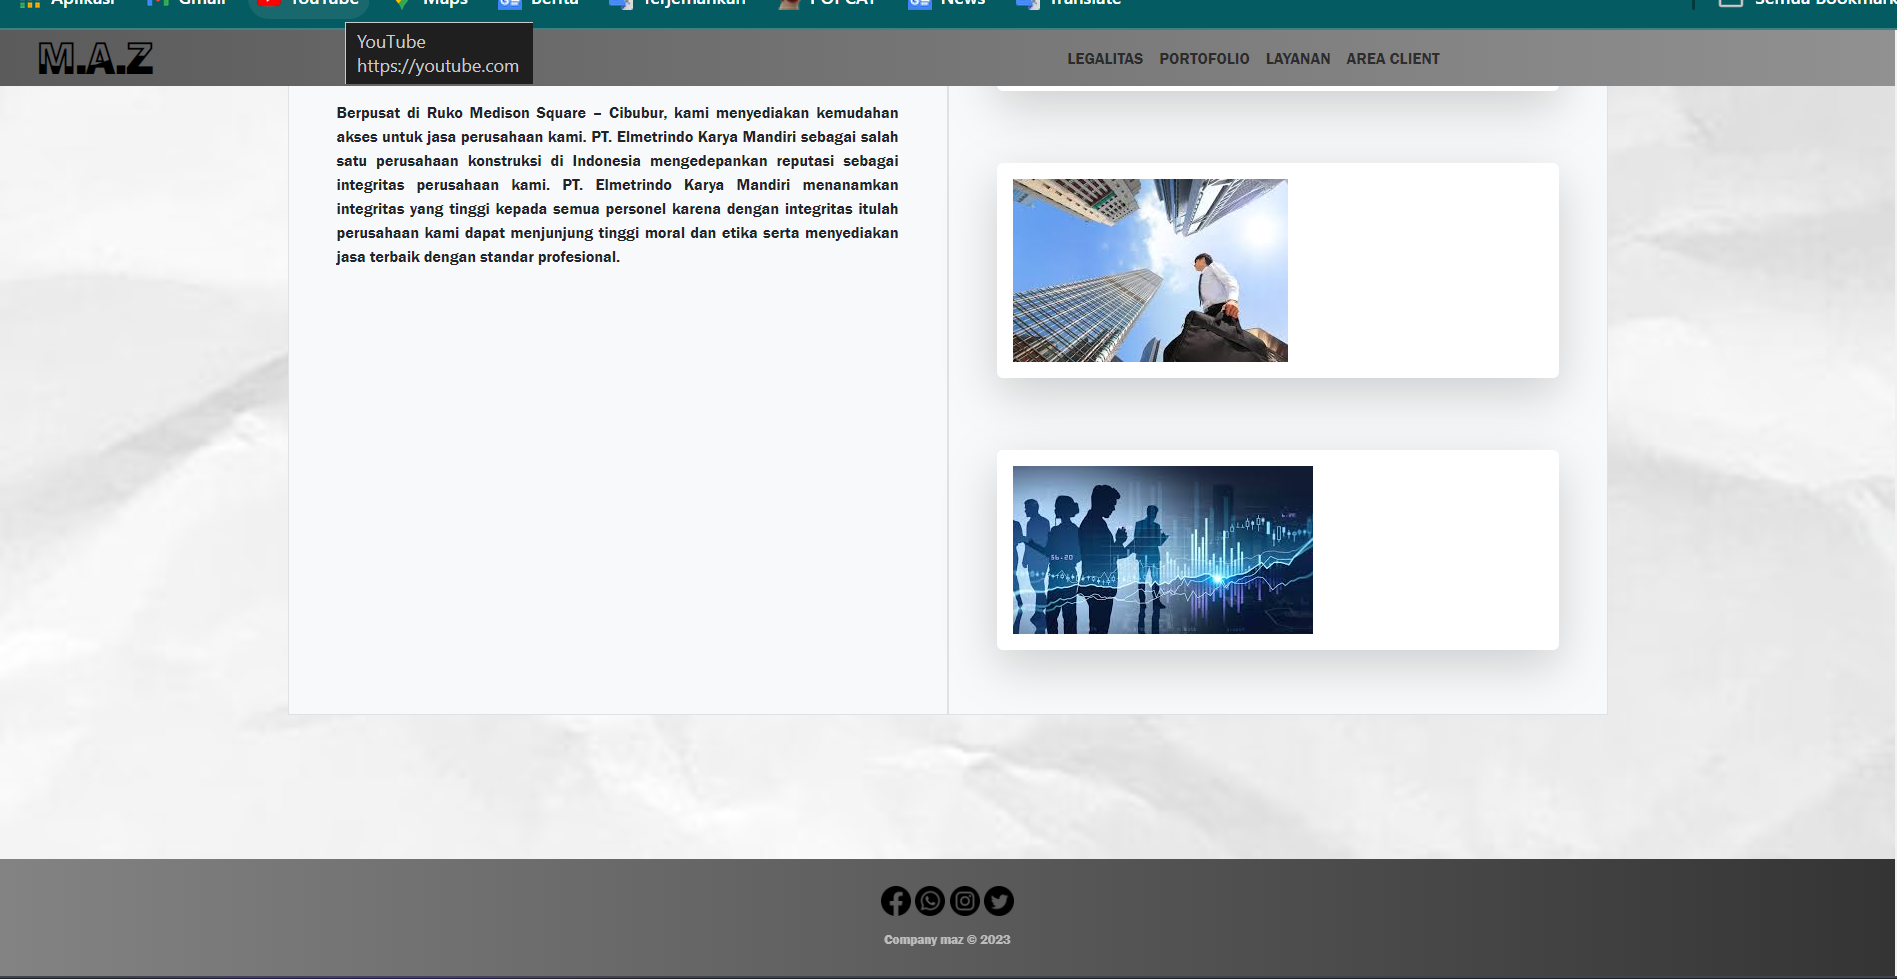 Aplikasi Gmail YouTube Maps Berita Terjemahkan POPCAT News Translate Semua Bookmark
YouTube
https://youtube.com
M.A.Z
LEGALITAS PORTOFOLIO LAYANAN AREA CLIENT
Berpusat di Ruko Medison Square – Cibubur, kami menyediakan kemudahan
akses untuk jasa perusahaan kami. PT. Elmetrindo Karya Mandiri sebagai salah
satu perusahaan konstruksi di Indonesia mengedepankan reputasi sebagai
integritas perusahaan kami. PT. Elmetrindo Karya Mandiri menanamkan
integritas yang tinggi kepada semua personel karena dengan integritas itulah
perusahaan kami dapat menjunjung tinggi moral dan etika serta menyediakan
jasa terbaik dengan standar profesional.
56.20
Company maz © 2023